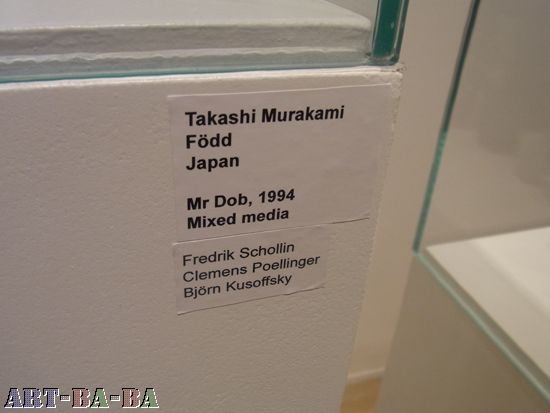 Takashi Murakami
Född
Japan
Mr Dob, 1994
Mixed media
Fredrik Schollin
Clemens Poellinger
Björn Kusoffsky
ART-BA-BA